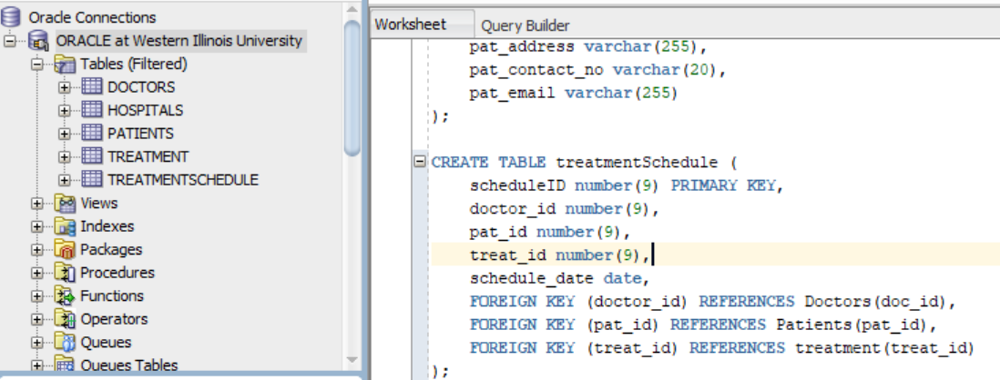 Oracle Connections
ORACLE at Western Illinois University
Tables (Filtered)
DOCTORS
HOSPITALS
PATIENTS
TREATMENT
TREATMENTSCHEDULE
Views
Indexes
Packages
Procedures
Functions
Operators
Queues
Queues Tables
Worksheet Query Builder
pat_address varchar(255),
pat_contact_no varchar(20),
pat_email varchar(255)
);
CREATE TABLE treatmentSchedule (
scheduleID number(9) PRIMARY KEY,
doctor_id number(9),
pat_id number(9),
treat_id number(9),
schedule_date date,
FOREIGN KEY (doctor_id) REFERENCES Doctors(doc_id),
FOREIGN KEY (pat_id) REFERENCES Patients(pat_id),
FOREIGN KEY (treat_id) REFERENCES treatment(treat_id)
);